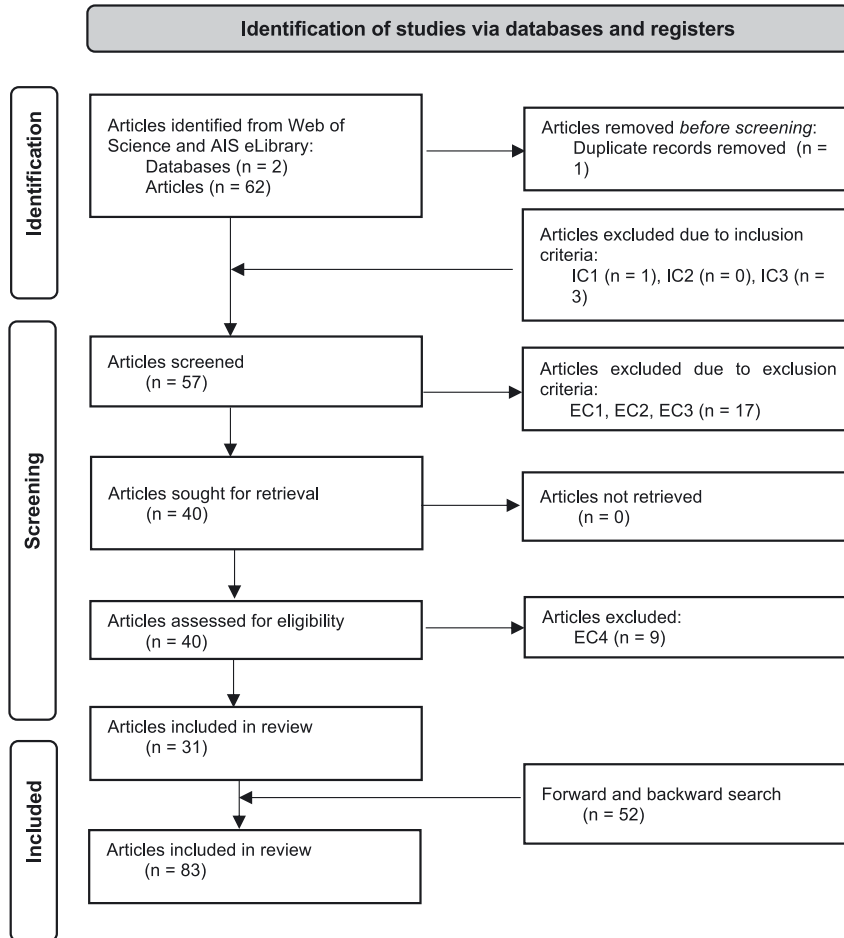 Identification of studies via databases and registers
Identification
Articles identified from Web of
Science and AIS eLibrary:
Databases (n = 2)
Articles (n = 62)
Articles removed before screening:
Duplicate records removed (n =
1)
Articles excluded due to inclusion
criteria:
IC1 (n = 1), IC2 (n = 0), IC3 (n =
3)
Screening
Articles screened
(n = 57)
Articles excluded due to exclusion
criteria:
EC1, EC2, EC3 (n = 17)
Articles sought for retrieval
(n = 40)
Articles not retrieved
(n = 0)
Articles assessed for eligibility
(n = 40)
Articles excluded:
EC4 (n = 9)
Articles included in review
(n = 31)
Included
Forward and backward search
(n = 52)
Articles included in review
(n = 83)